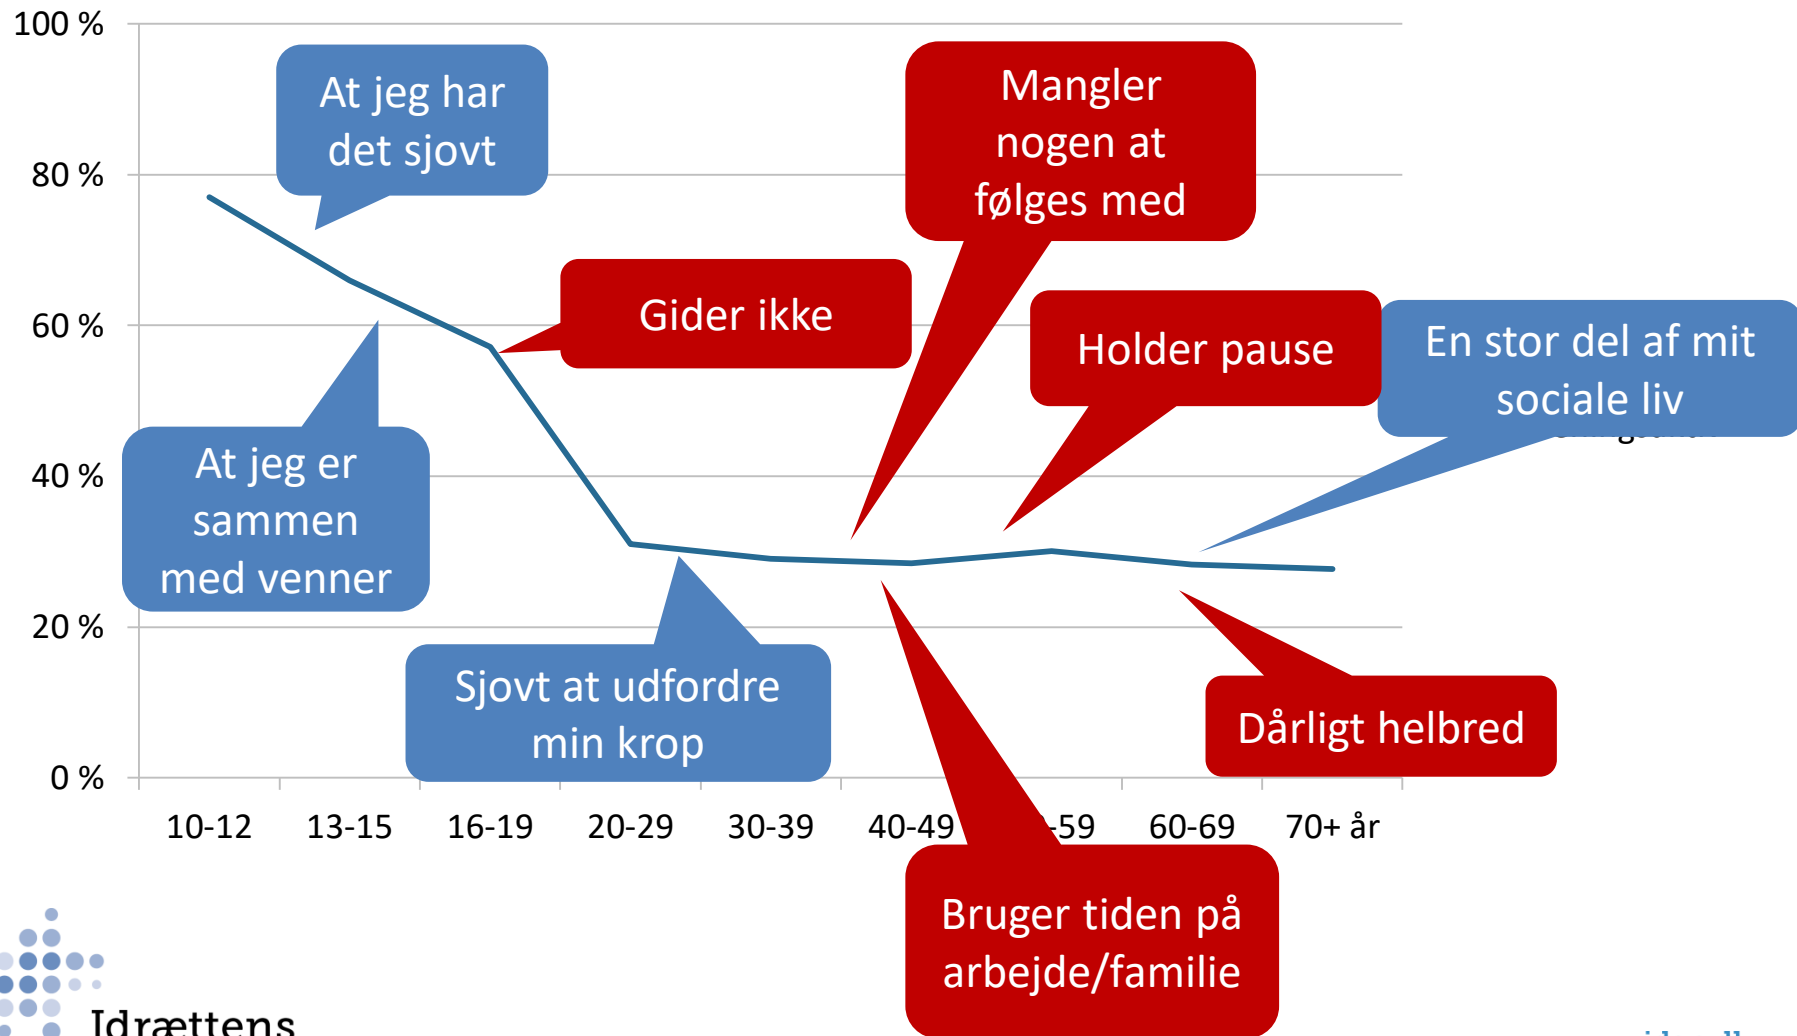 100 %
80 %
60 %
40 %
20 %
0 %
At jeg har
det sjovt
Mangler
nogen at
følges med
Gider ikke
Holder pause
En stor del af mit
sociale liv
At jeg er
sammen
med venner
Sjovt at udfordre
min krop
Dårligt helbred
10-12 13-15 16-19 20-29 30-39 40-49 -59 60-69 70+ år
Bruger tiden på
arbejde/familie
Idrættens